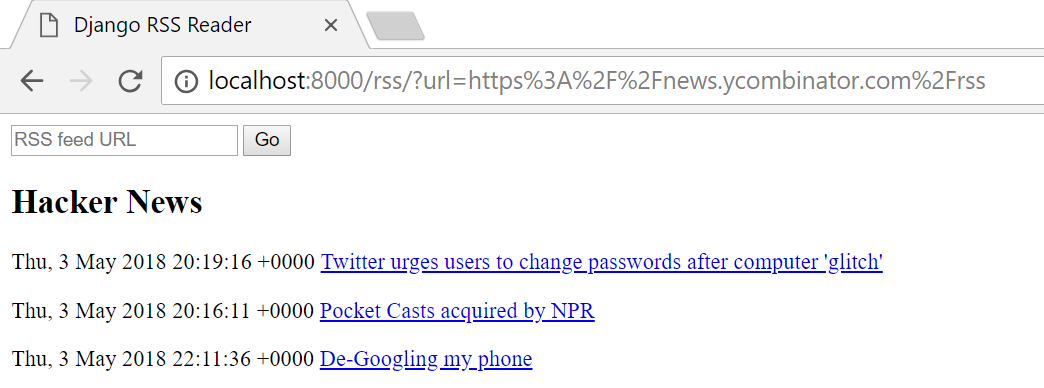 Django RSS Reader
localhost:8000/rss/?url=https%3A%2F%2Fnews.ycombinator.com%2Frss
RSS feed URL Go
Hacker News
Thu, 3 May 2018 20:19:16 +0000 Twitter urges users to change passwords after computer 'glitch'
Thu, 3 May 2018 20:16:11 +0000 Pocket Casts acquired by NPR
Thu, 3 May 2018 22:11:36 +0000 De-Googling my phone